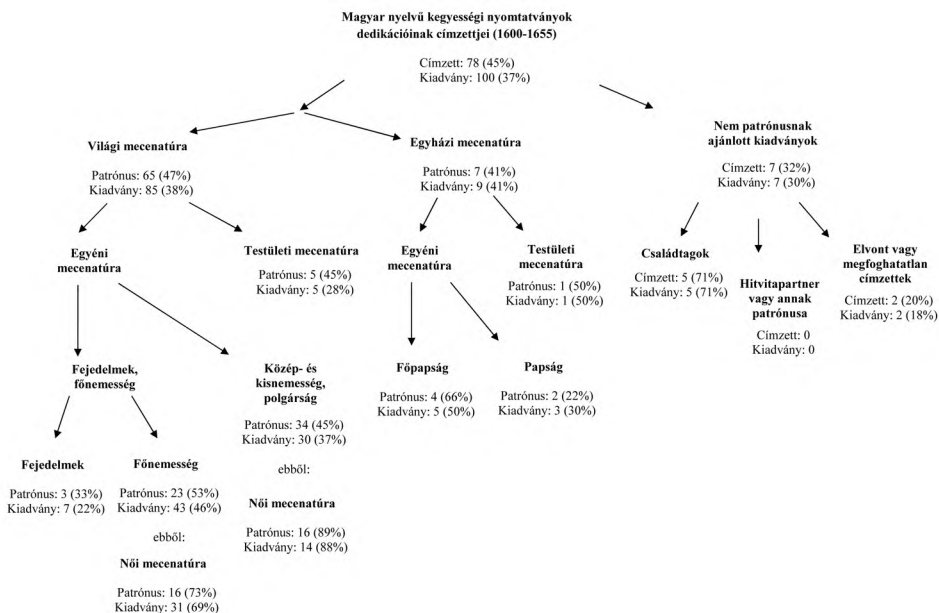 Magyar nyelvű kegyességi nyomtatványok
dedikációinak címzettjei (1600-1655)
Címzett: 78 (45%)
Kiadvány: 100 (37%)
Világi mecenatúra
Patrónus: 65 (47%)
Kiadvány: 85 (38%)
Egyházi mecenatúra
Patrónus: 7 (41%)
Kiadvány: 9 (41%)
Nem patrónusnak
ajánlott kiadványok
Címzett: 7 (32%)
Kiadvány: 7 (30%)
Egyéni
mecenatúra
Testületi mecenatúra
Patrónus: 5 (45%)
Kiadvány: 5 (28%)
Egyéni
mecenatúra
Testületi
mecenatúra
Patrónus: 1 (50%)
Kiadvány: 1 (50%)
Családtagok
Címzett: 5 (71%)
Kiadvány: 5 (71%)
Hitvitapartner
vagy annak
patrónusa
Címzett: 0
Kiadvány: 0
Elvont vagy
megfoghatatlan
címzettek
Címzett: 2 (20%)
Kiadvány: 2 (18%)
Fejedelmek,
főnemesség
Közép- és
kisnemesség,
polgárság
Patrónus: 34 (45%)
Kiadvány: 30 (37%)
ebből:
Női mecenatúra
Patrónus: 16 (89%)
Kiadvány: 14 (88%)
Főpapság
Patrónus: 4 (66%)
Kiadvány: 5 (50%)
Papság
Patrónus: 2 (22%)
Kiadvány: 3 (30%)
Fejedelmek
Patrónus: 3 (33%)
Kiadvány: 7 (22%)
Főnemesség
Patrónus: 23 (53%)
Kiadvány: 43 (46%)
ebből:
Női mecenatúra
Patrónus: 16 (73%)
Kiadvány: 31 (69%)